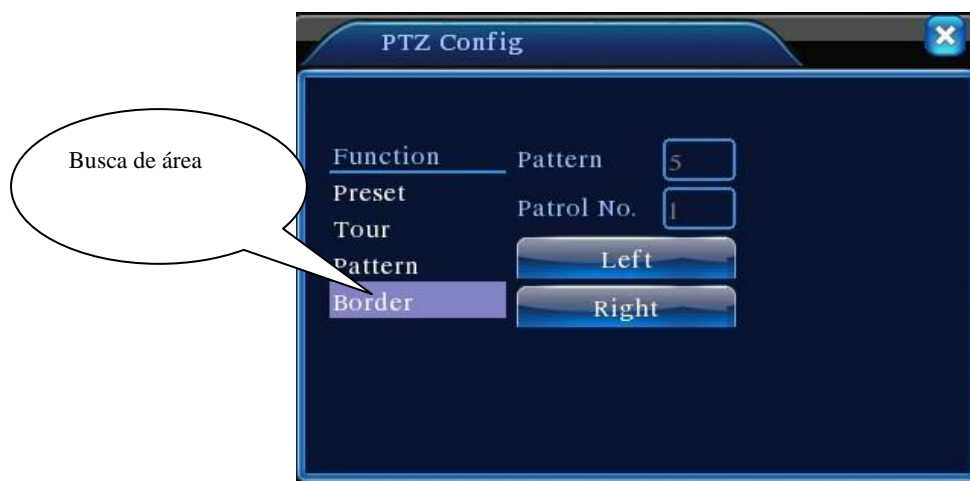 PTZ Config
Busca de área
Function
Preset
Tour
Pattern
Border
Pattern 5
Patrol No. 1
Left
Right